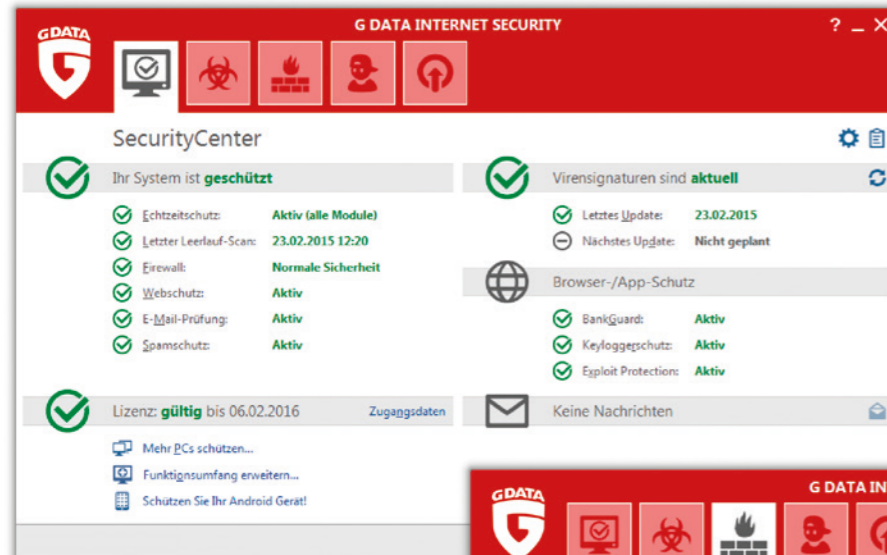 G DATA INTERNET SECURITY
? _ X
GDATA
G
SecurityCenter
Ihr System ist geschützt
Echtzeitschutz: Aktiv (alle Module)
Letzter Leerlauf-Scan: 23.02.2015 12:20
Firewall: Normale Sicherheit
Webschutz: Aktiv
E-Mail-Prüfung: Aktiv
Spamschutz: Aktiv
Lizenz: gültig bis 06.02.2016 Zugangsdaten
Mehr PCs schützen...
Funktionsumfang erweitern...
Schützen Sie Ihr Android Gerät!
Virensignaturen sind aktuell
Letztes Update: 23.02.2015
Nächstes Update: Nicht geplant
Browser-/App-Schutz
BankGuard: Aktiv
Keyloggerschutz: Aktiv
Exploit Protection: Aktiv
Keine Nachrichten
GDATA
G
G DATA IN